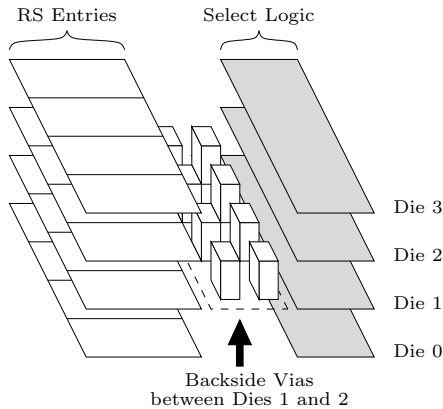 RS Entries
Select Logic
Die 3
Die 2
Die 1
Die 0
Backside Vias
between Dies 1 and 2